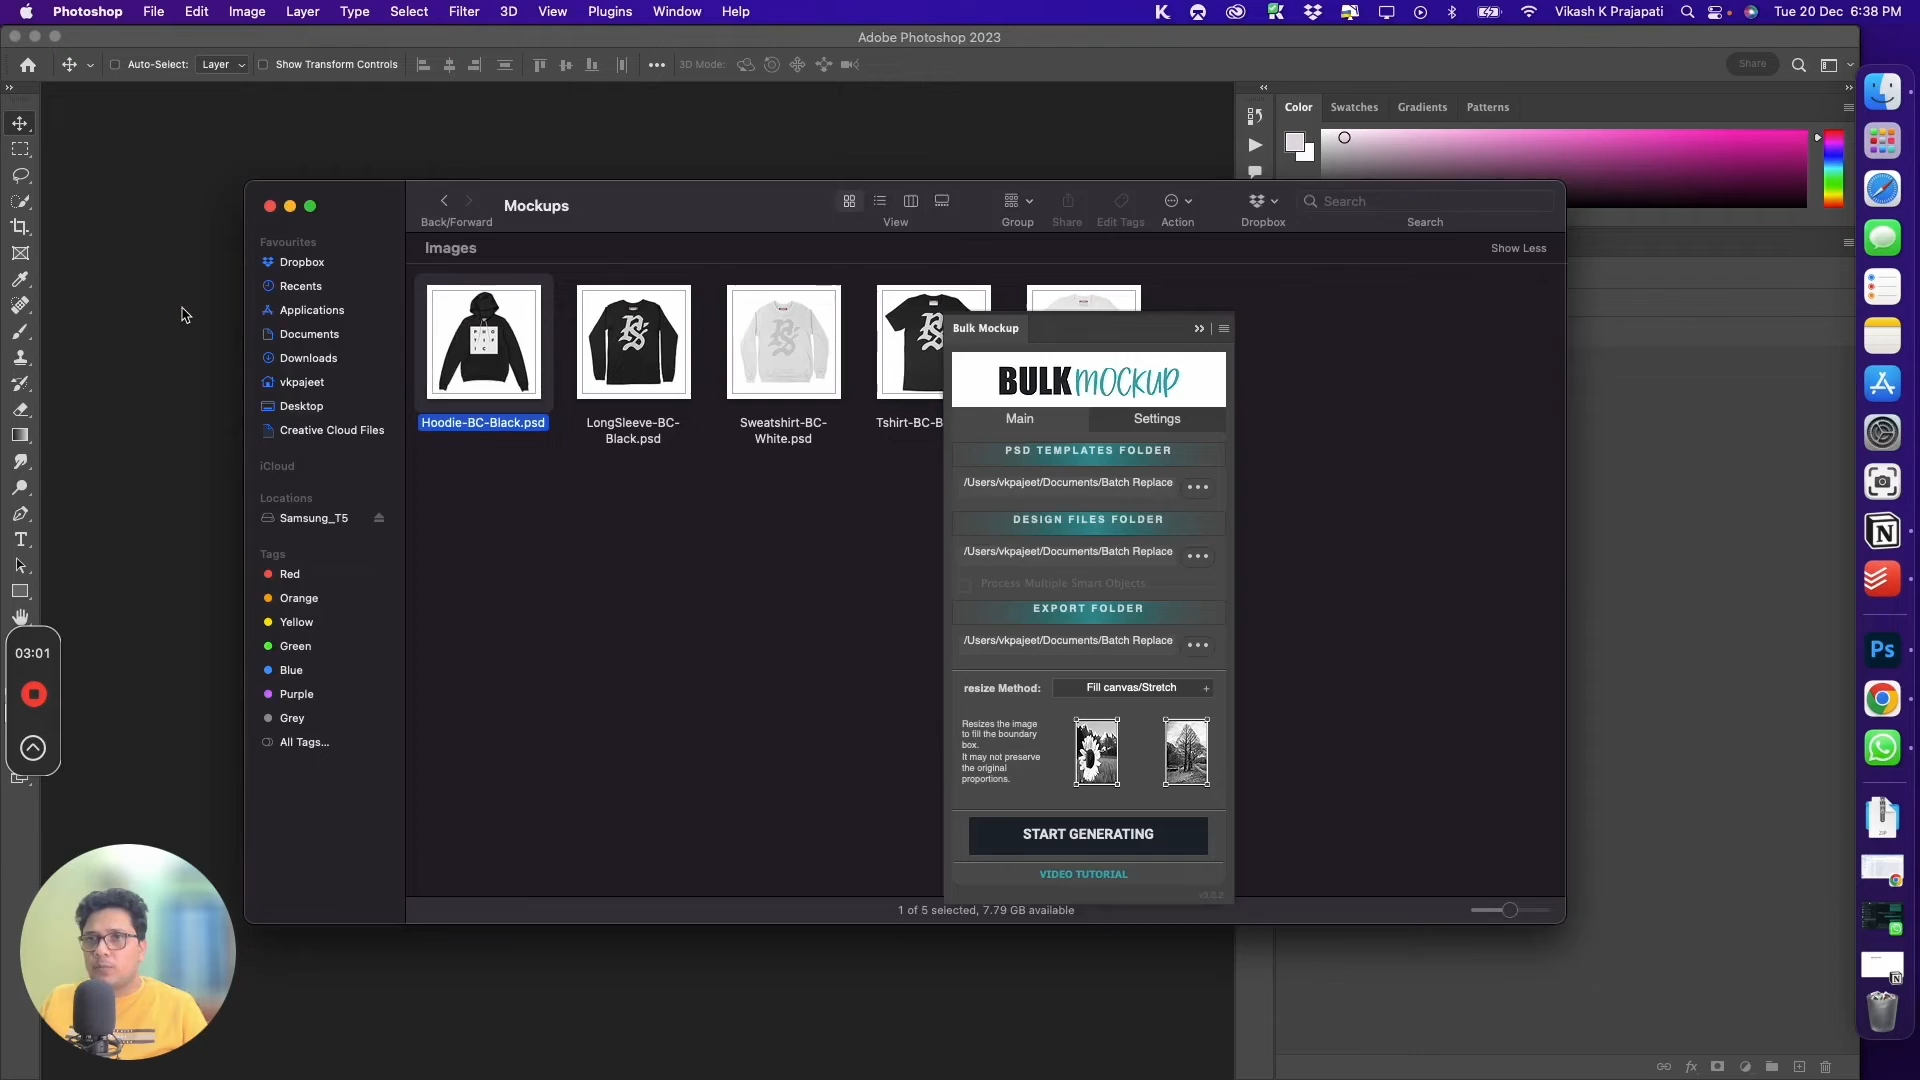 Photoshop File Edit Image Layer Type Select Filter 3D View Plugins Window Help
Vikash K Prajapati Tue 20 Dec 6:38 PM
Adobe Photoshop 2023
Auto-Select: Layer Show Transform Controls 3D Mode: Share
Color Swatches Gradients Patterns
Mockups
Back/Forward View Group Share Edit Tags Action Dropbox Search
Search
Images Show Less
Favourites
Dropbox
Recents
Applications
Documents
Downloads
vkpajeet
Desktop
Creative Cloud Files
iCloud
Locations
Samsung_T5
Tags
Red
Orange
Yellow
Green
Blue
Purple
Grey
All Tags...
Hoodie-BC-Black.psd
LongSleeve-BC-
Black.psd
Sweatshirt-BC-
White.psd
Tshirt-BC-B
Bulk Mockup
BULK MOCKUP
Main Settings
PSD TEMPLATES FOLDER
/Users/vkpajeet/Documents/Batch Replace
DESIGN FILES FOLDER
/Users/vkpajeet/Documents/Batch Replace
Process Multiple Smart Objects
EXPORT FOLDER
/Users/vkpajeet/Documents/Batch Replace
resize Method: Fill canvas/Stretch +
Resizes the image
to fill the boundary
box.
It may not preserve
the original
proportions.
START GENERATING
VIDEO TUTORIAL
v3.0.2
1 of 5 selected, 7.79 GB available
03:01
Ps
ZIP
fx